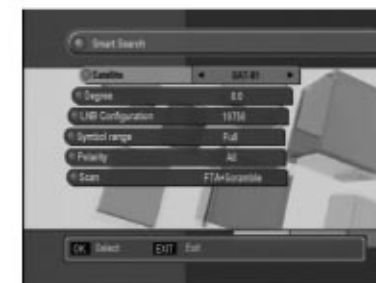 Smart Search
Satellite ◄ SAT-01 ►
Degree 0.0
LNB Configuration 10750
Symbol range Full
Polarity All
Scan FTA+Scramble
OK Select EXIT Exit